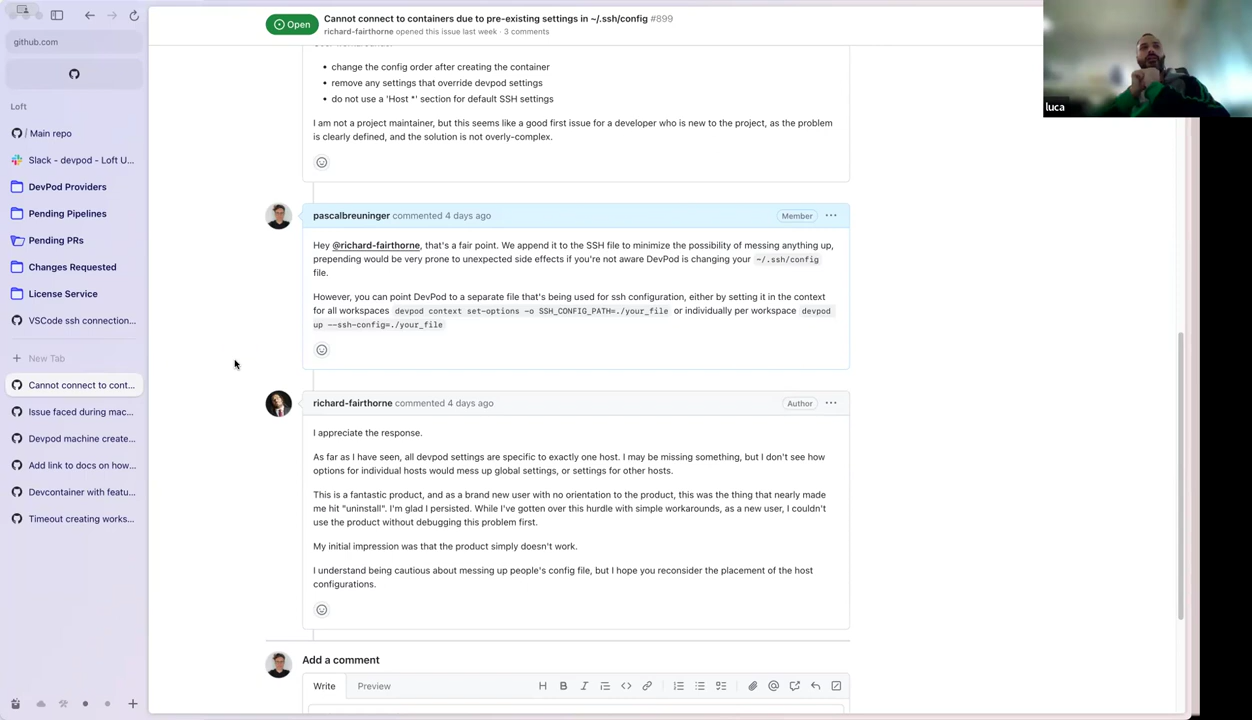 github.com
Loft
Main repo
Slack - devpod - Loft U...
DevPod Providers
Pending Pipelines
Pending PRs
Changes Requested
License Service
VSCode ssh connection...
New Tab
Cannot connect to cont...
Issue faced during mac...
Devpod machine create...
Add link to docs on how...
Devcontainer with featu...
Timeout creating works...
Open
Cannot connect to containers due to pre-existing settings in ~/.ssh/config #899
richard-fairthorne opened this issue last week · 3 comments
• change the config order after creating the container
• remove any settings that override devpod settings
• do not use a 'Host *' section for default SSH settings
I am not a project maintainer, but this seems like a good first issue for a developer who is new to the project, as the problem
is clearly defined, and the solution is not overly-complex.
pascalbreuninger commented 4 days ago
Member
Hey @richard-fairthorne, that's a fair point. We append it to the SSH file to minimize the possibility of messing anything up,
prepending would be very prone to unexpected side effects if you're not aware DevPod is changing your ~/.ssh/config
file.
However, you can point DevPod to a separate file that's being used for ssh configuration, either by setting it in the context
for all workspaces devpod context set-options -o SSH_CONFIG_PATH=./your_file or individually per workspace devpod
up --ssh-config=./your_file
richard-fairthorne commented 4 days ago
Author
I appreciate the response.
As far as I have seen, all devpod settings are specific to exactly one host. I may be missing something, but I don't see how
options for individual hosts would mess up global settings, or settings for other hosts.
This is a fantastic product, and as a brand new user with no orientation to the product, this was the thing that nearly made
me hit "uninstall". I'm glad I persisted. While I've gotten over this hurdle with simple workarounds, as a new user, I couldn't
use the product without debugging this problem first.
My initial impression was that the product simply doesn't work.
I understand being cautious about messing up people's config file, but I hope you reconsider the placement of the host
configurations.
Add a comment
Write
Preview
luca